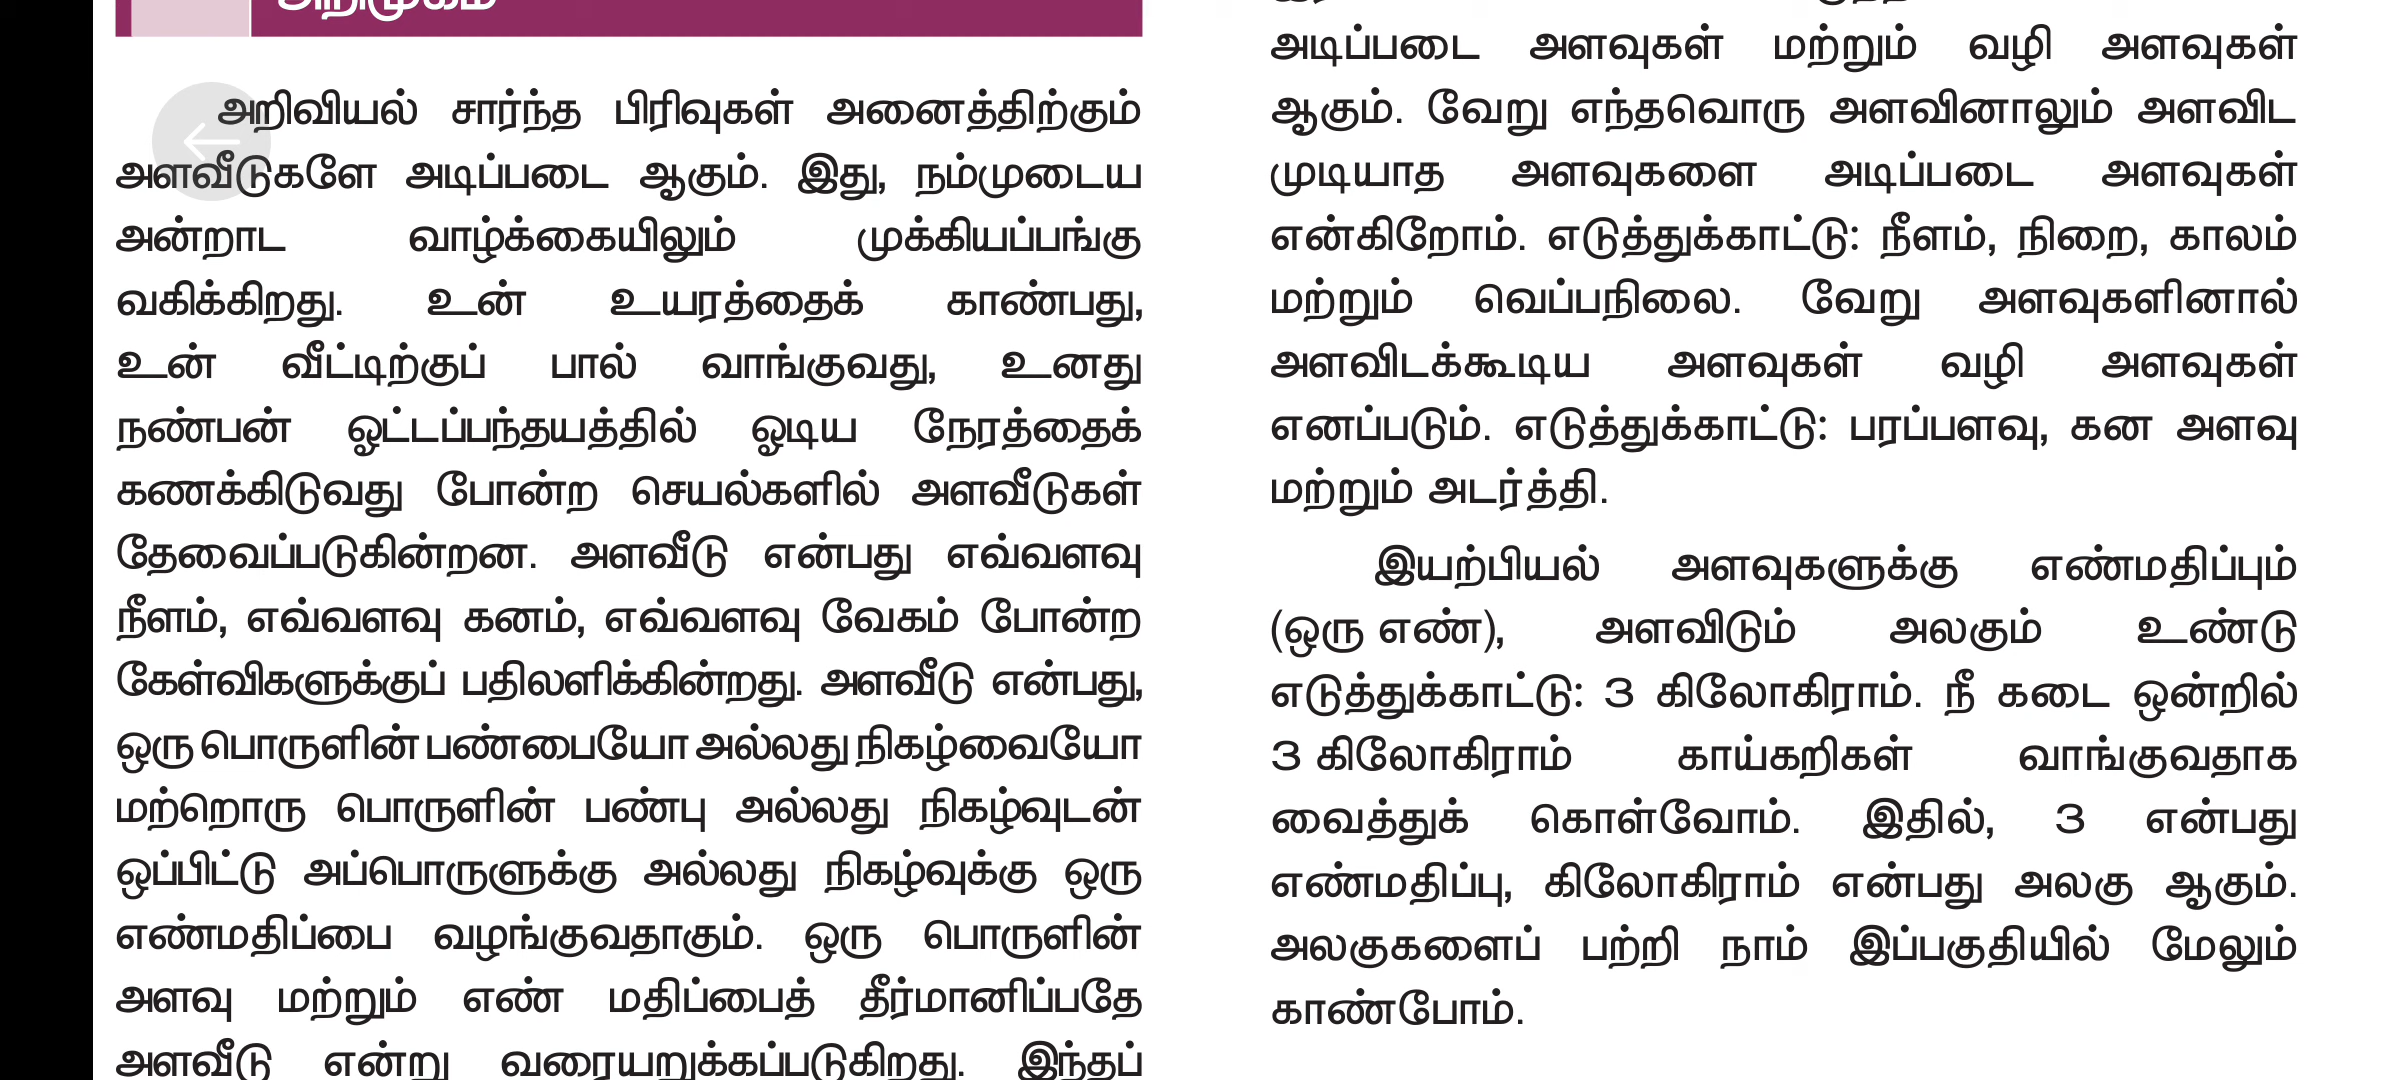 அறிமுகம்
அறிவியல் சார்ந்த பிரிவுகள் அனைத்திற்கும்
அளவீடுகளே அடிப்படை ஆகும். இது, நம்முடைய
அன்றாட வாழ்க்கையிலும் முக்கியப்பங்கு
வகிக்கிறது. உன் உயரத்தைக் காண்பது,
உன் வீட்டிற்குப் பால் வாங்குவது, உனது
நண்பன் ஓட்டப்பந்தயத்தில் ஓடிய நேரத்தைக்
கணக்கிடுவது போன்ற செயல்களில் அளவீடுகள்
தேவைப்படுகின்றன. அளவீடு என்பது எவ்வளவு
நீளம், எவ்வளவு கனம், எவ்வளவு வேகம் போன்ற
கேள்விகளுக்குப் பதிலளிக்கின்றது. அளவீடு என்பது,
ஒரு பொருளின் பண்பையோ அல்லது நிகழ்வையோ
மற்றொரு பொருளின் பண்பு அல்லது நிகழ்வுடன்
ஒப்பிட்டு அப்பொருளுக்கு அல்லது நிகழ்வுக்கு ஒரு
எண்மதிப்பை வழங்குவதாகும். ஒரு பொருளின்
அளவு மற்றும் எண் மதிப்பைத் தீர்மானிப்பதே
அளவீடு என்று வரையறுக்கப்படுகிறது. இந்தப்
அடிப்படை அளவுகள் மற்றும் வழி அளவுகள்
ஆகும். வேறு எந்தவொரு அளவினாலும் அளவிட
முடியாத அளவுகளை அடிப்படை அளவுகள்
என்கிறோம். எடுத்துக்காட்டு: நீளம், நிறை, காலம்
மற்றும் வெப்பநிலை. வேறு அளவுகளினால்
அளவிடக்கூடிய அளவுகள் வழி அளவுகள்
எனப்படும். எடுத்துக்காட்டு: பரப்பளவு, கன அளவு
மற்றும் அடர்த்தி.
இயற்பியல் அளவுகளுக்கு எண்மதிப்பும்
(ஒரு எண்), அளவிடும் அலகும் உண்டு
எடுத்துக்காட்டு: 3 கிலோகிராம். நீ கடை ஒன்றில்
3 கிலோகிராம் காய்கறிகள் வாங்குவதாக
வைத்துக் கொள்வோம். இதில், 3 என்பது
எண்மதிப்பு, கிலோகிராம் என்பது அலகு ஆகும்.
அலகுகளைப் பற்றி நாம் இப்பகுதியில் மேலும்
காண்போம்.